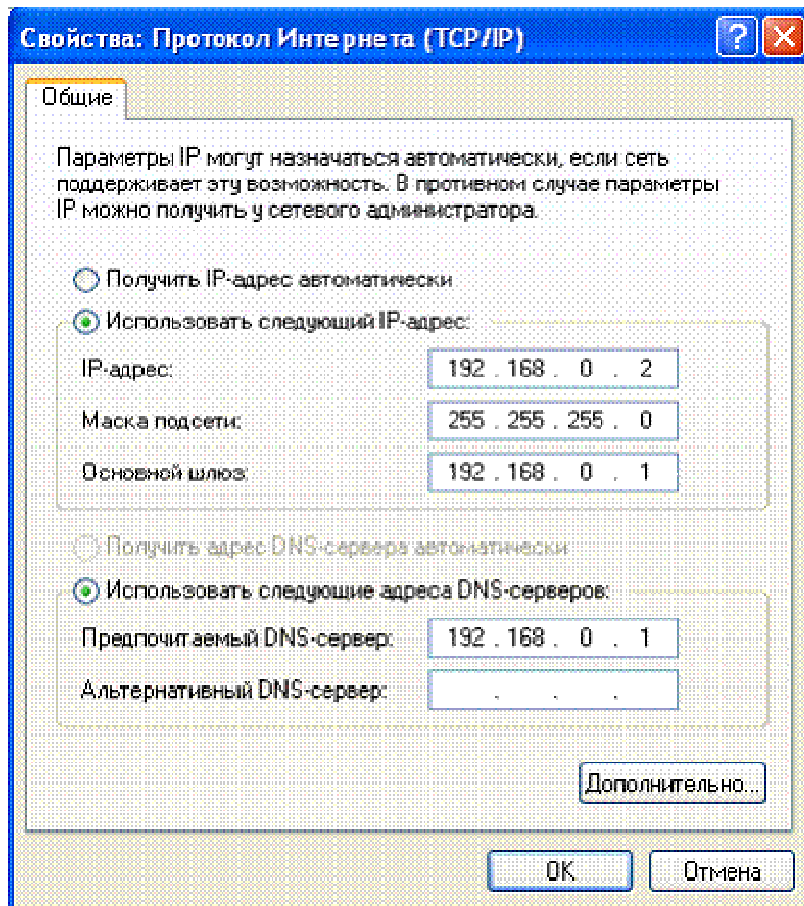 Свойства: Протокол Интернета (TCP/IP)
Общие
Параметры IP могут назначаться автоматически, если сеть
поддерживает эту возможность. В противном случае параметры
IP можно получить у сетевого администратора.
Получить IP-адрес автоматически
Использовать следующий IP-адрес:
IP-адрес: 192 . 168 . 0 . 2
Маска подсети: 255 . 255 . 255 . 0
Основной шлюз: 192 . 168 . 0 . 1
Получить адрес DNS-сервера автоматически
Использовать следующие адреса DNS-серверов:
Предпочитаемый DNS-сервер: 192 . 168 . 0 . 1
Альтернативный DNS-сервер: . . .
Дополнительно...
OK Отмена